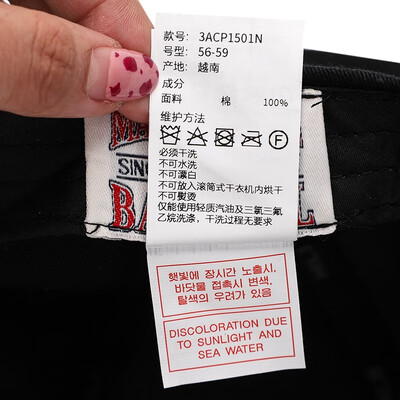 款号: 3ACP1501N
号型: 56-59
产地: 越南
成分
面料 棉 100%
维护方法
F
必须干洗
不可水洗
不可漂白
不可放入滚筒式干衣机内烘干
不可熨烫
仅能使用轻质汽油及三氯三氟
乙烷洗涤，干洗过程无要求
SINC
BA
L
햇빛에 장시간 노출시,
바닷물 접촉시 변색,
탈색의 우려가 있음
DISCOLORATION DUE
TO SUNLIGHT AND
SEA WATER